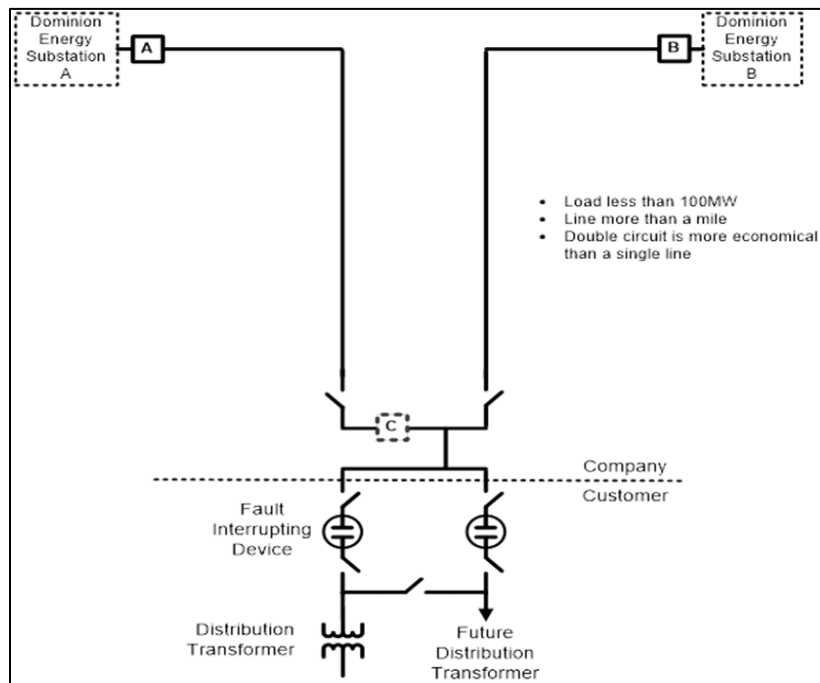 Dominion
Energy
Substation
A
A
B
Dominion
Energy
Substation
B
• Load less than 100MW
• Line more than a mile
• Double circuit is more economical
than a single line
C
Company
Customer
Fault
Interrupting
Device
Distribution
Transformer
Future
Distribution
Transformer